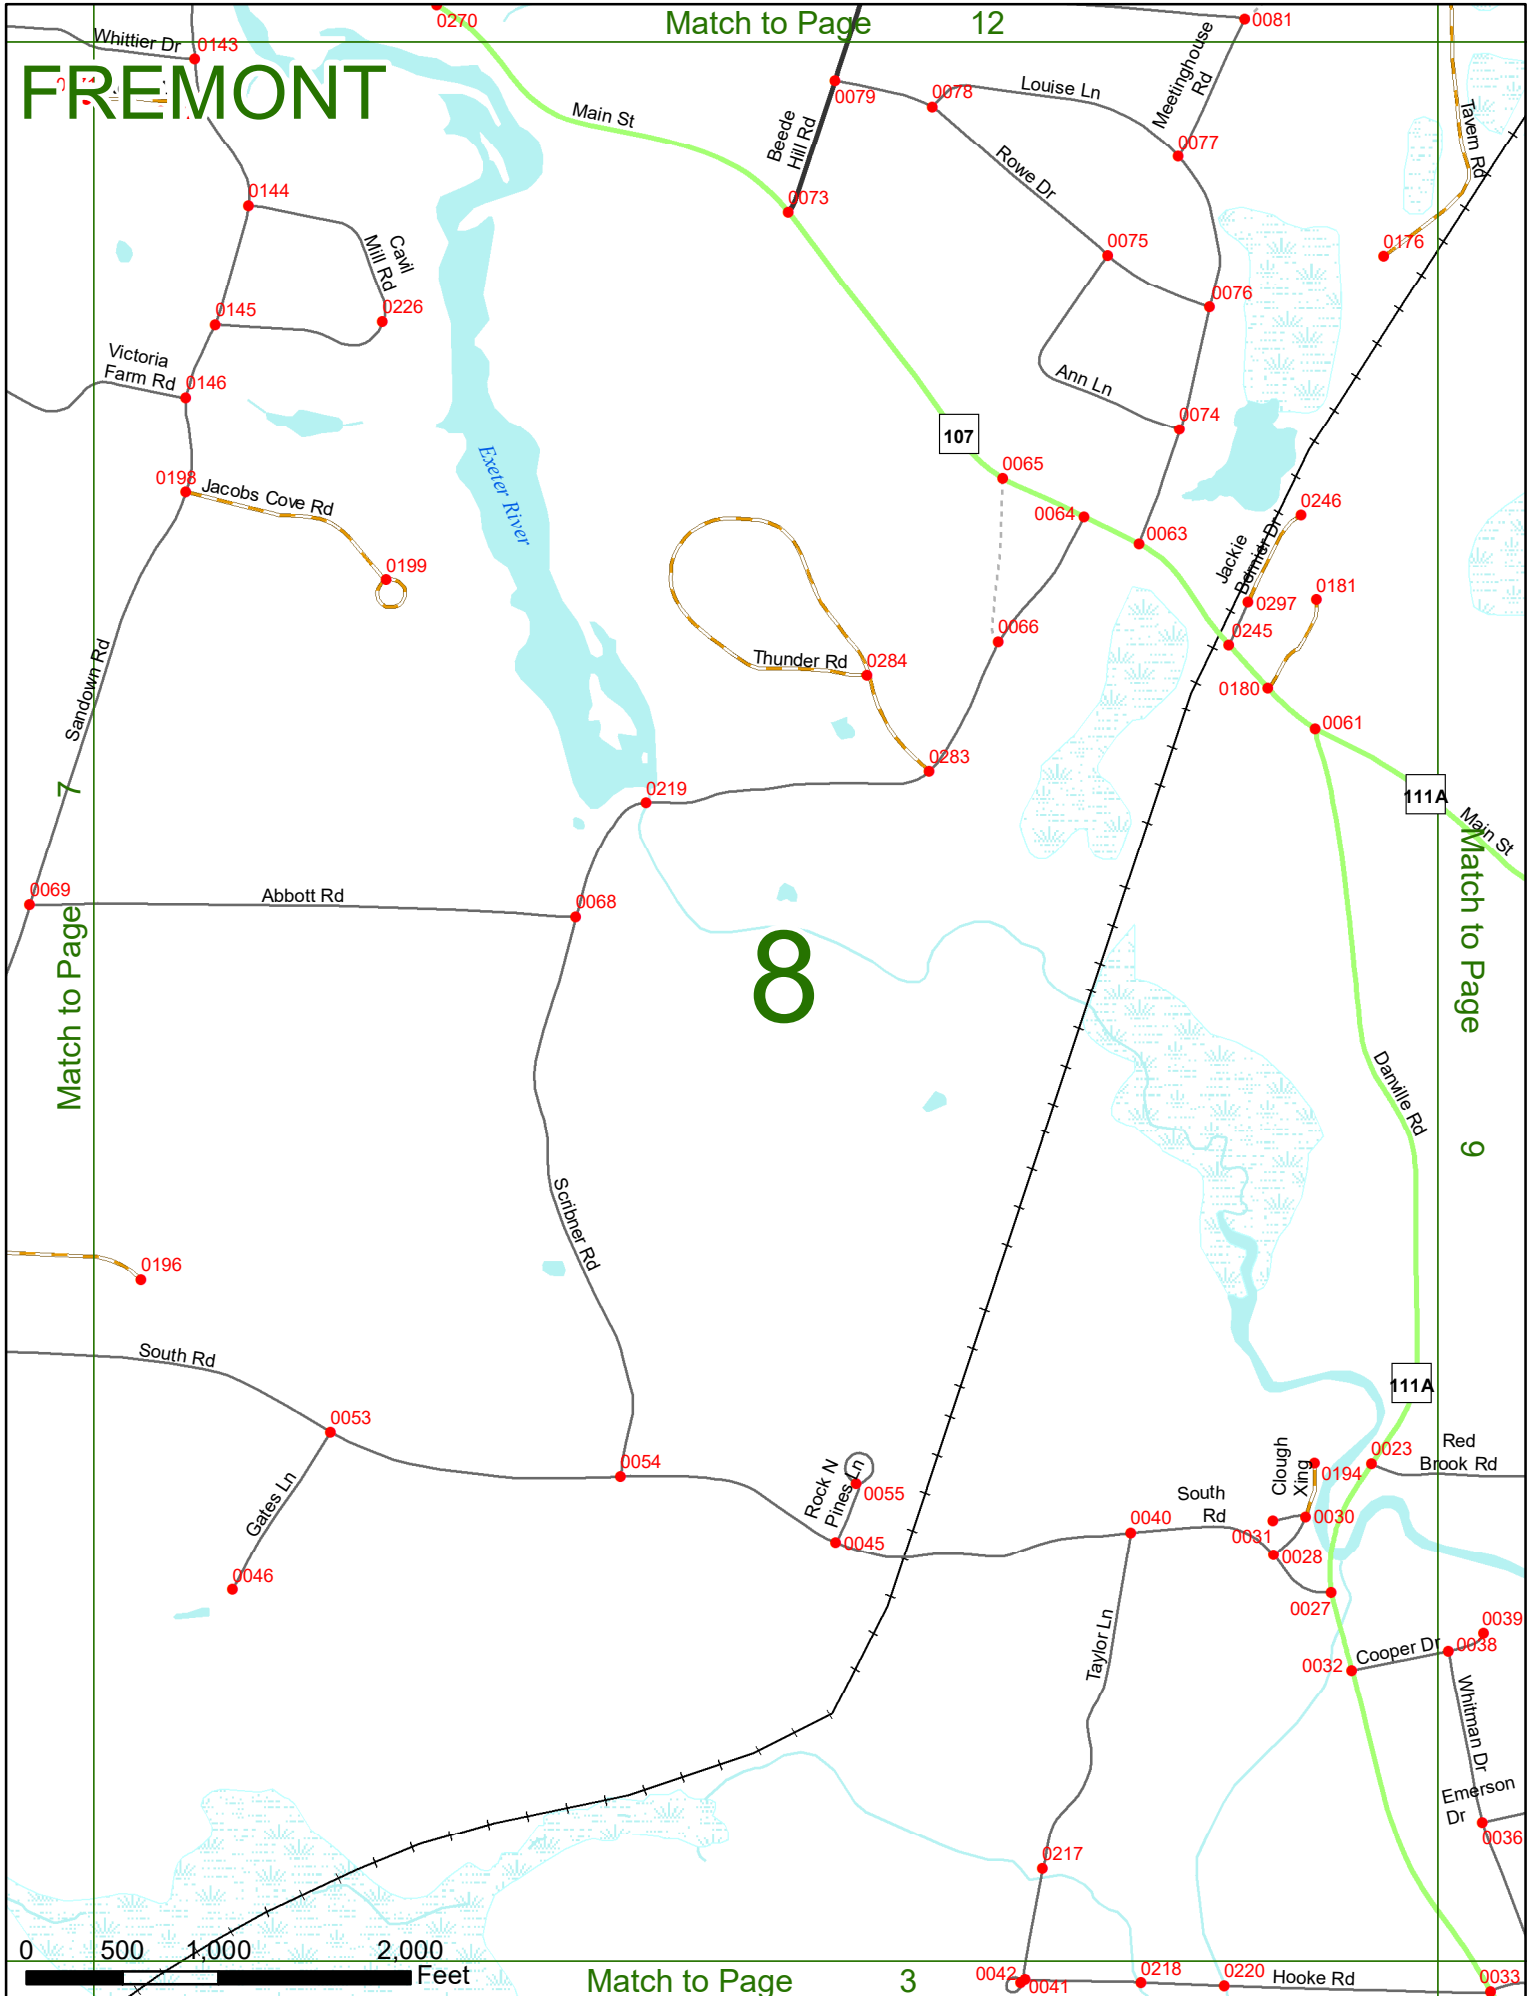 0270
Match to Page 12
0081
Whittier Dr
0143
FREMONT
Main St
Beede
Hill Rd
0079
0078
Louise Ln
Meetinghouse
Rd
0077
Tavern Rd
Rowe Dr
0144
0073
Cavil
Mill Rd
0075
0176
0226
0145
0076
Victoria
Farm Rd
0146
Ann Ln
0074
107
Exeter River
0065
0198
Jacobs Cove Rd
0064
0063
0246
Jackie
Bernier Dr
0199
0297
0181
0066
0245
Sandown Rd
Thunder Rd
0284
0180
0061
0283
7
Match to Page
0219
111A
Main St
Match to Page
9
0069
Abbott Rd
0068
8
Danville Rd
Scribner Rd
0196
South Rd
111A
0053
0054
Rock N
Pines Ln
0055
Clough
Xing
0194
0023
Red
Brook Rd
Gates Ln
0045
0040
South
Rd
0031
0030
0028
0046
0027
0039
Taylor Ln
0032
Cooper Dr
0038
Whitman Dr
Emerson
Dr
0036
0217
0 500 1,000 2,000
Feet
Match to Page 3
0042
0041
0218
0220
Hooke Rd
0033